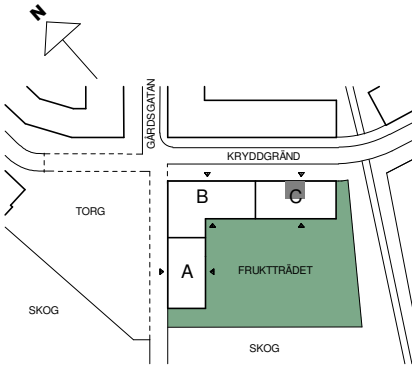 N
GÅRDSGATAN
KRYDDGRÄND
B
C
TORG
A
FRUKTTRÄDET
SKOG
SKOG